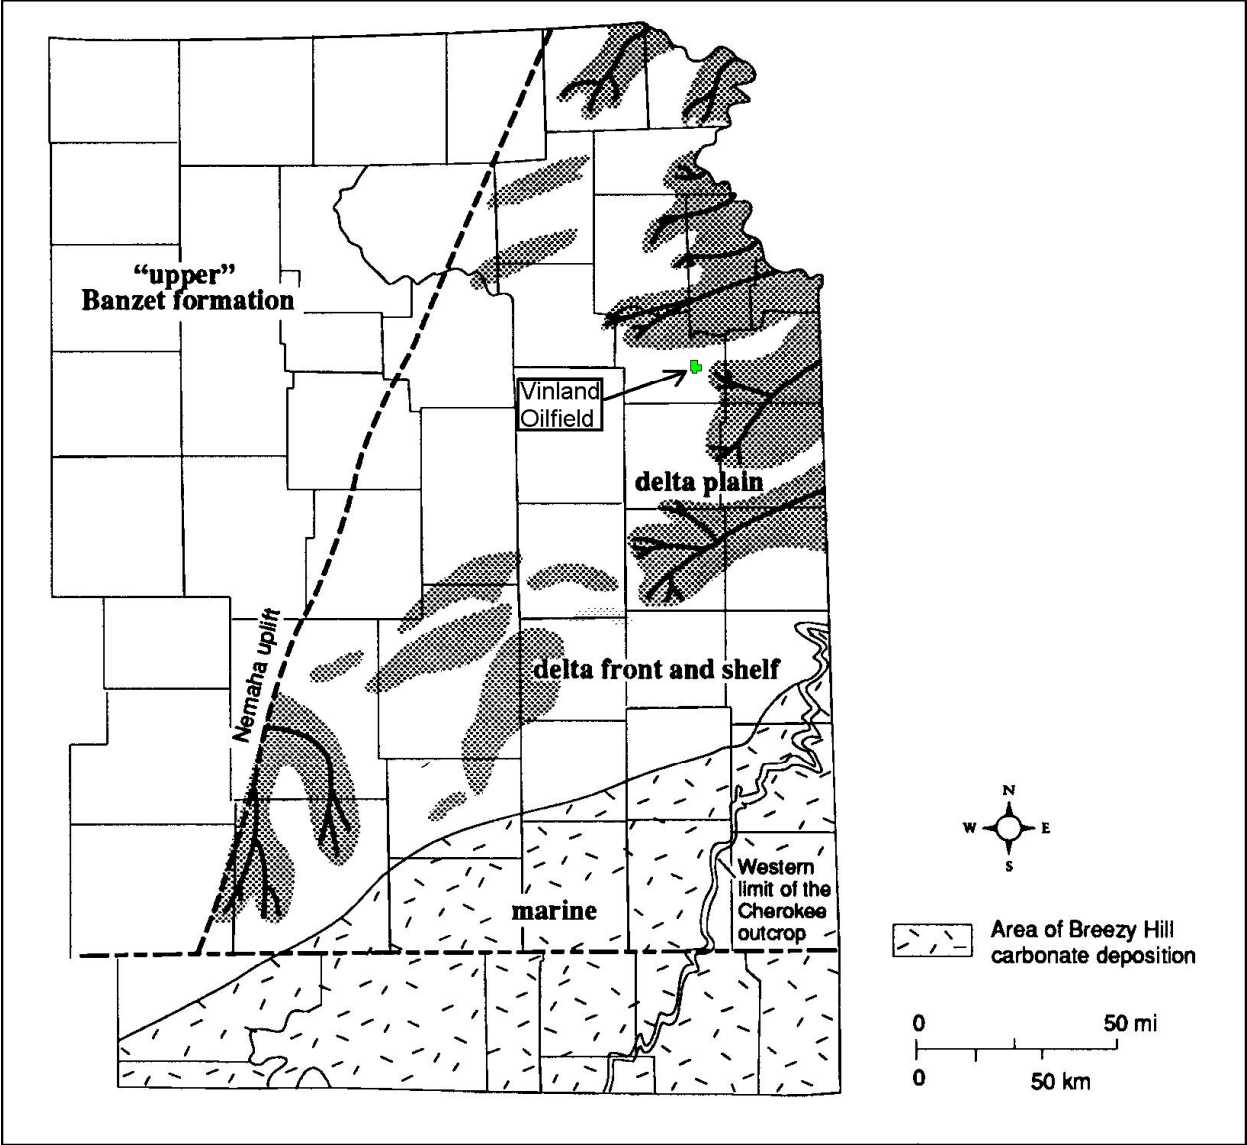 “upper”
Banzet formation
Vinland
Oilfield
delta plain
Nemaha uplift
delta front and shelf
marine
Western
limit of the
Cherokee
outcrop
N
W E
S
Area of Breezy Hill
carbonate deposition
0 50 mi
0 50 km